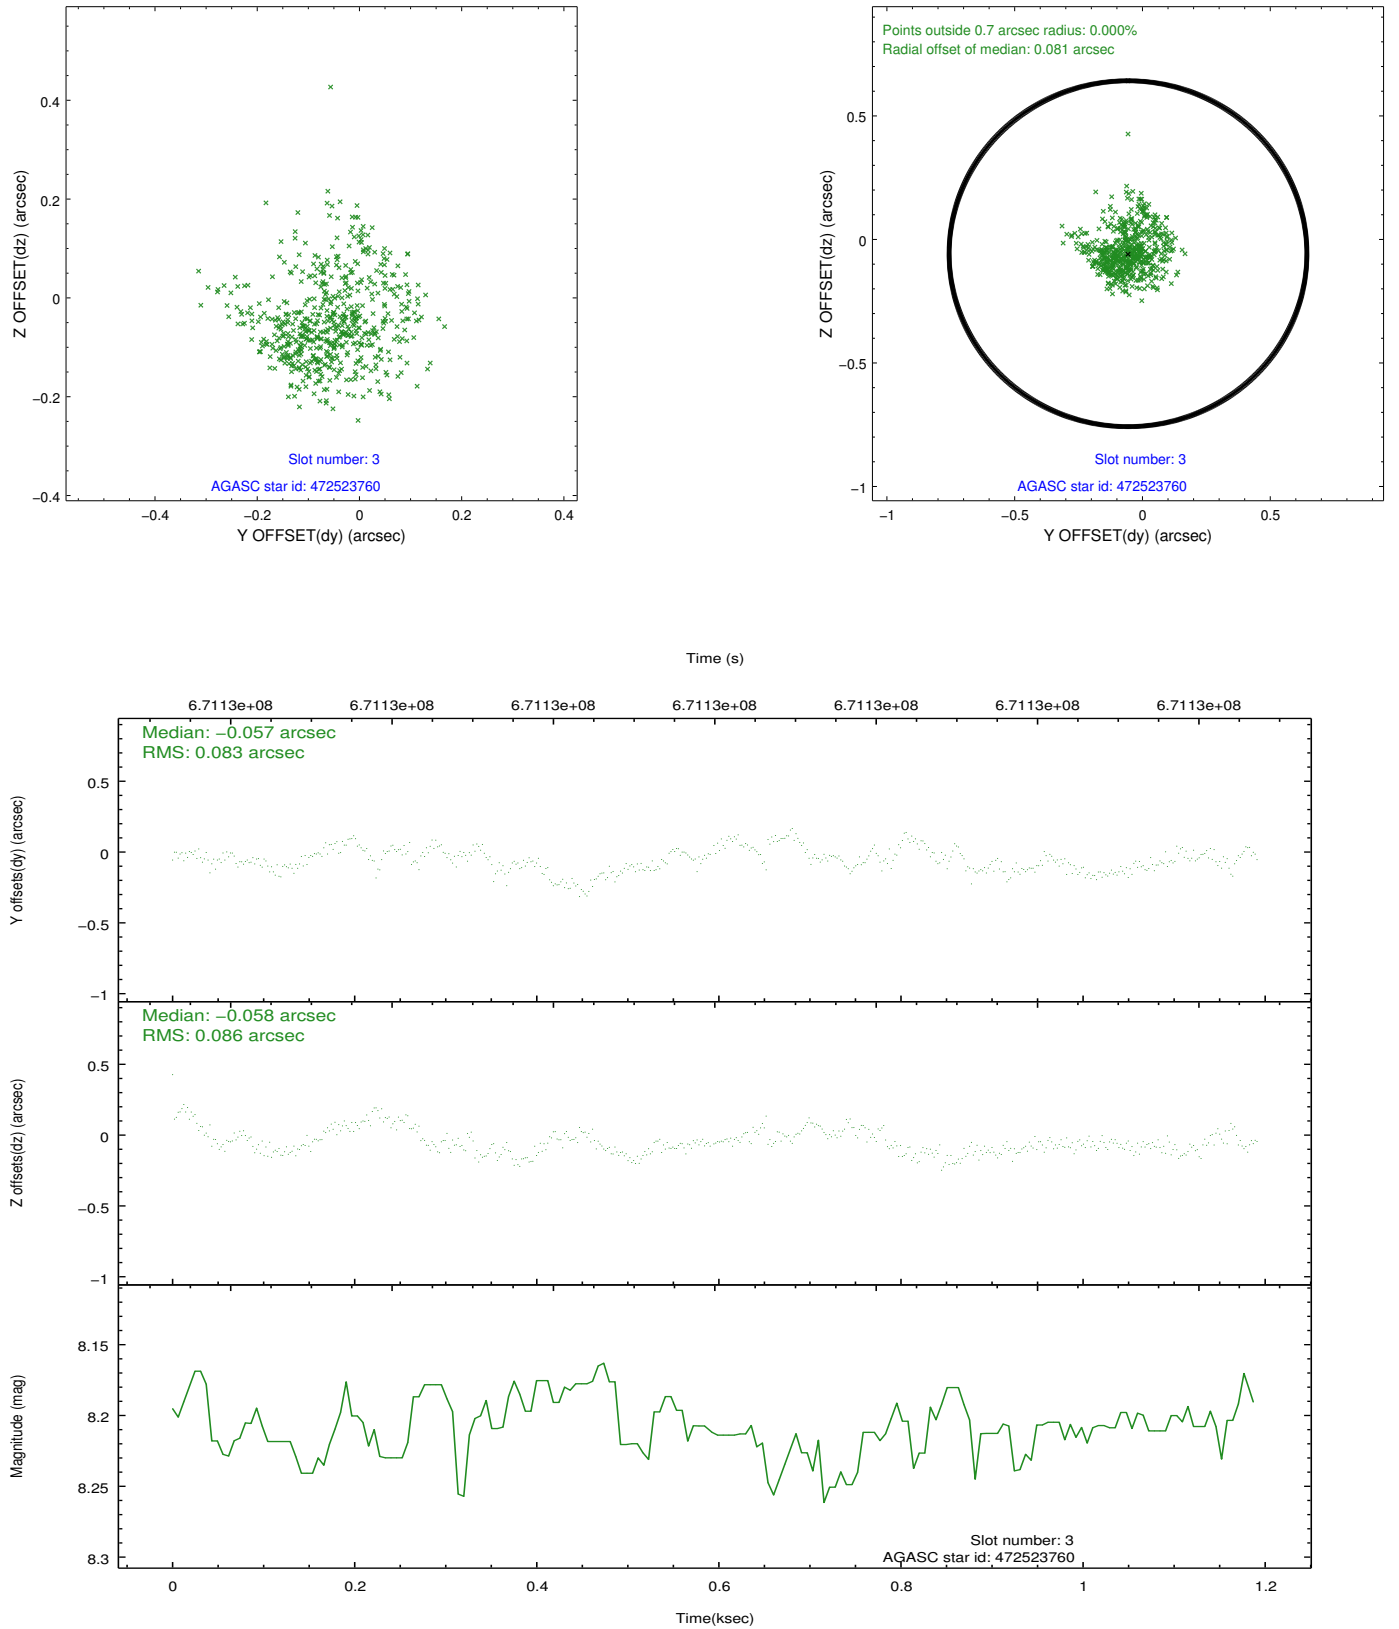 0.4
0.2
0
−0.2
−0.4
Z OFFSET(dz) (arcsec)
Slot number: 3
AGASC star id: 472523760
−0.4
−0.2
0
0.2
0.4
Y OFFSET(dy) (arcsec)
Points outside 0.7 arcsec radius: 0.000%
Radial offset of median: 0.081 arcsec
0.5
0
−0.5
−1
Z OFFSET(dz) (arcsec)
Slot number: 3
AGASC star id: 472523760
−1
−0.5
0
0.5
Y OFFSET(dy) (arcsec)
Time (s)
6.7113e+08
6.7113e+08
6.7113e+08
6.7113e+08
6.7113e+08
6.7113e+08
6.7113e+08
Median: −0.057 arcsec
RMS: 0.083 arcsec
0.5
0
−0.5
−1
Y offsets(dy) (arcsec)
Median: −0.058 arcsec
RMS: 0.086 arcsec
0.5
0
−0.5
−1
Z offsets(dz) (arcsec)
8.15
8.2
8.25
8.3
Magnitude (mag)
Slot number: 3
AGASC star id: 472523760
0
0.2
0.4
0.6
0.8
1
1.2
Time(ksec)